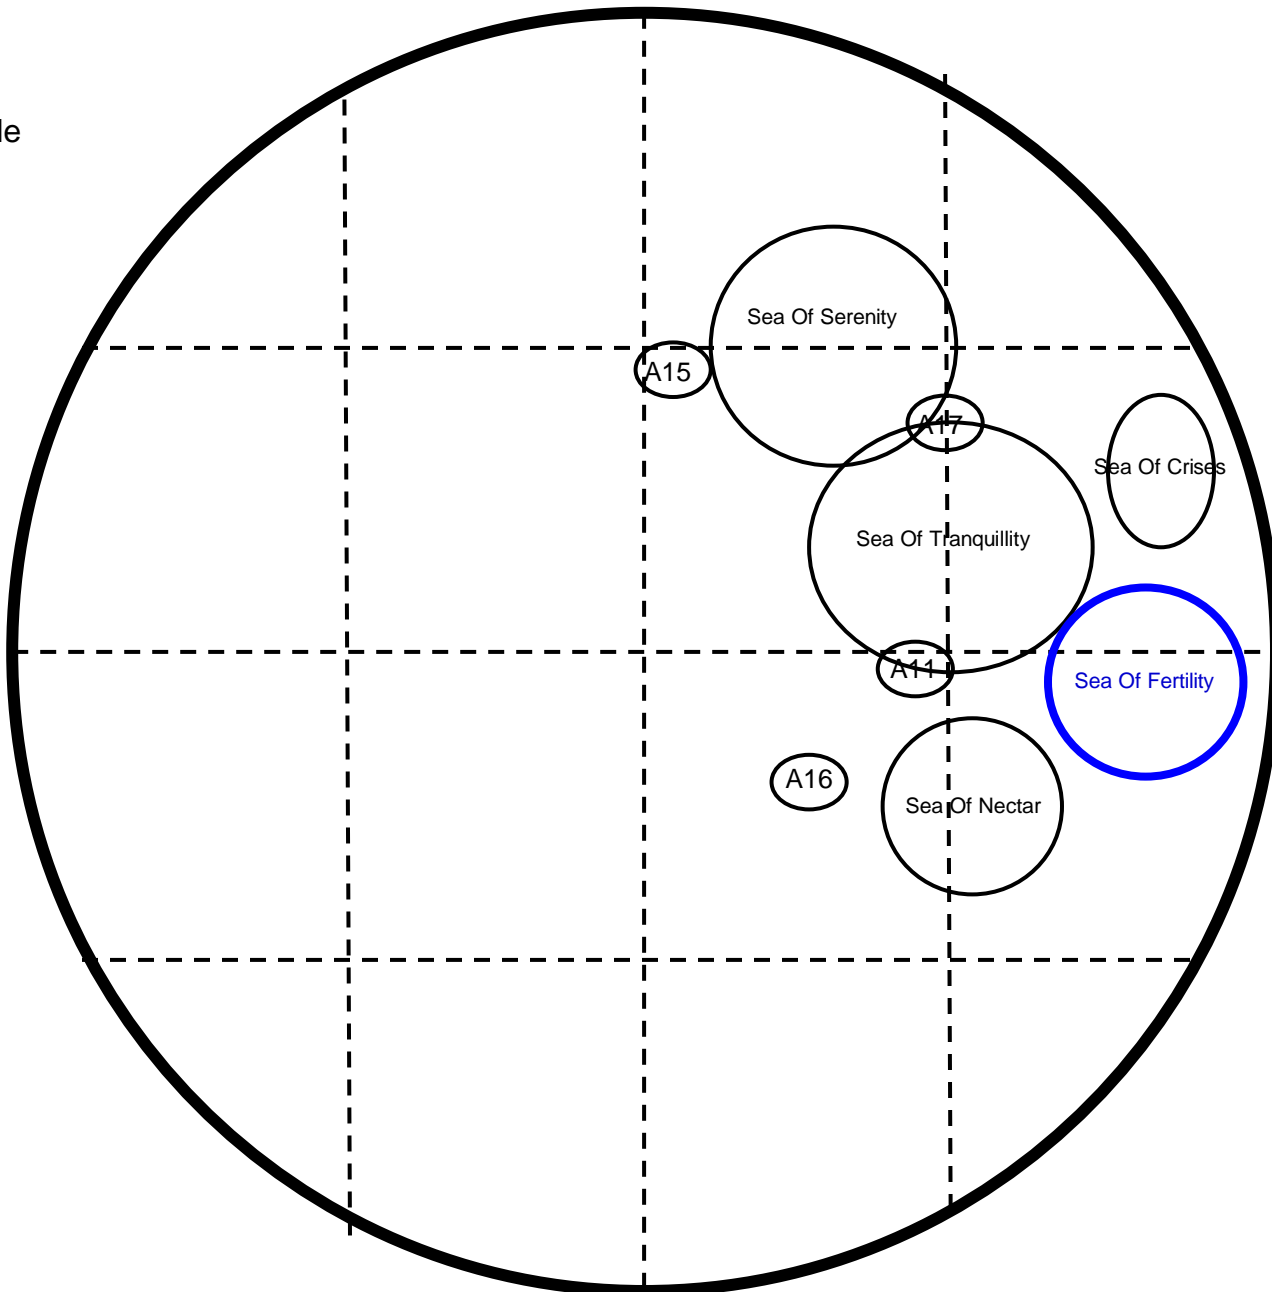 Sea Of Serenity
A15
A17
Sea Of Crises
Sea Of Tranquillity
A11
Sea Of Fertility
A16
Sea Of Nectar